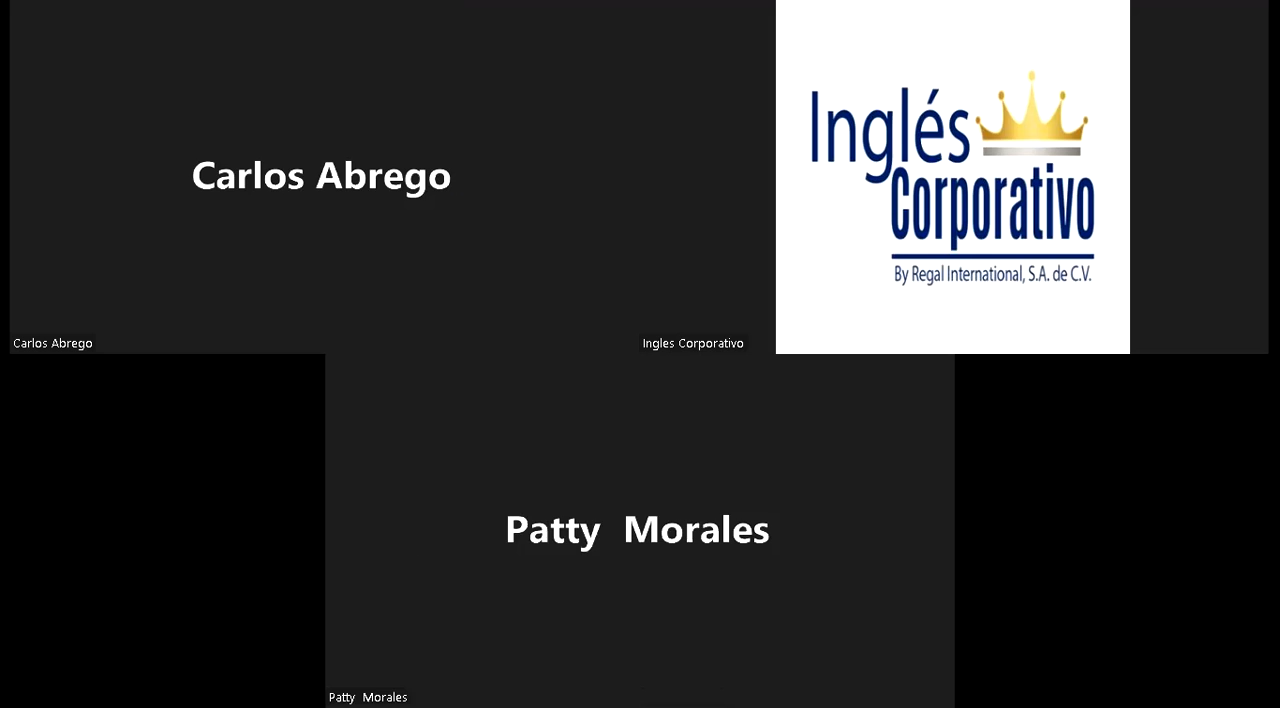 Carlos Abrego
Inglés
Corporativo
By Regal International, S.A. de C.V.
Carlos Abrego
Ingles Corporativo
Patty Morales
Patty Morales